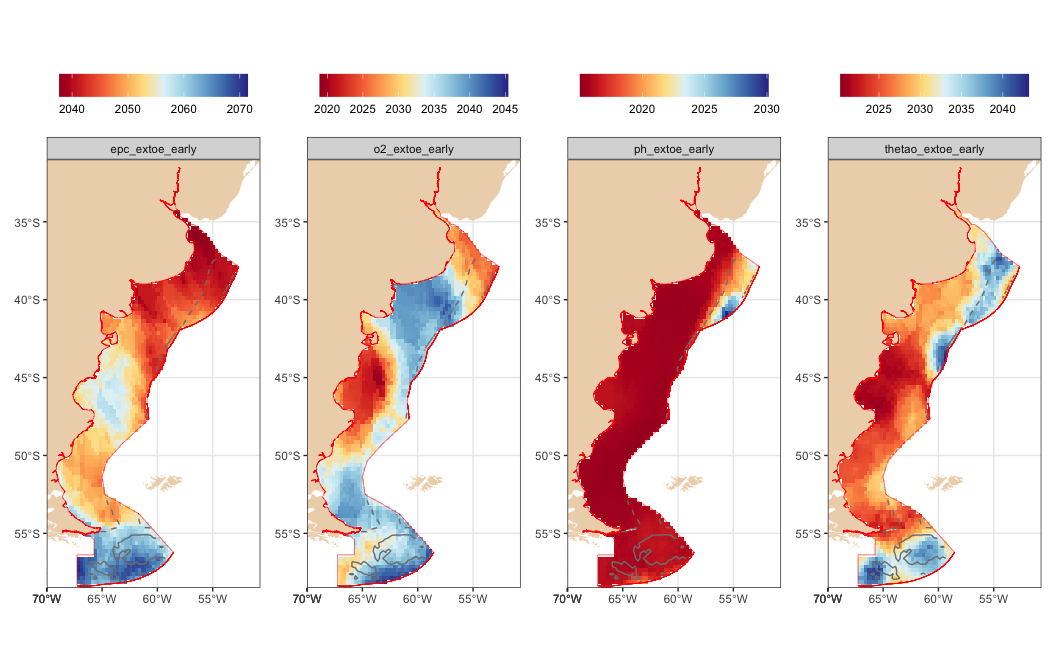 2040 2050 2060 2070
2020 2025 2030 2035 2040 2045
2020 2025 2030
2025 2030 2035 2040
epc_extoe_early
o2_extoe_early
ph_extoe_early
thetao_extoe_early
35°S 35°S 35°S 35°S
40°S 40°S 40°S 40°S
45°S 45°S 45°S 45°S
50°S 50°S 50°S 50°S
55°S 55°S 55°S 55°S
70°W 65°W 60°W 55°W
70°W 65°W 60°W 55°W
70°W 65°W 60°W 55°W
70°W 65°W 60°W 55°W